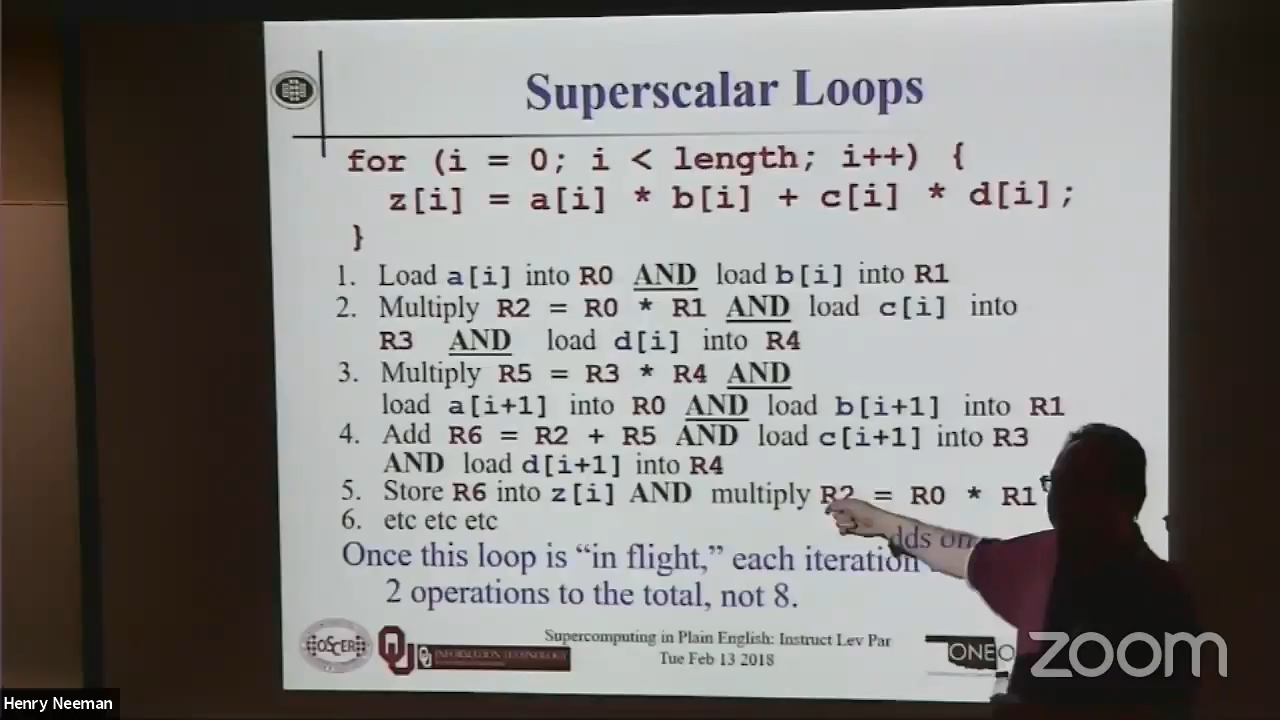 Superscalar Loops
for (i = 0; i < length; i++) {
z[i] = a[i] * b[i] + c[i] * d[i];
}
1. Load a[i] into R0 AND load b[i] into R1
2. Multiply R2 = R0 * R1 AND load c[i] into
R3 AND load d[i] into R4
3. Multiply R5 = R3 * R4 AND
load a[i+1] into R0 AND load b[i+1] into R1
4. Add R6 = R2 + R5 AND load c[i+1] into R3
AND load d[i+1] into R4
5. Store R6 into z[i] AND multiply R2 = R0 * R1
6. etc etc etc
Once this loop is “in flight,” each iteration dds on
2 operations to the total, not 8.
OSCER
OU
INFORMATION TECHNOLOGY
Supercomputing in Plain English: Instruct Lev Par
Tue Feb 13 2018
ONEO
zoom
Henry Neeman